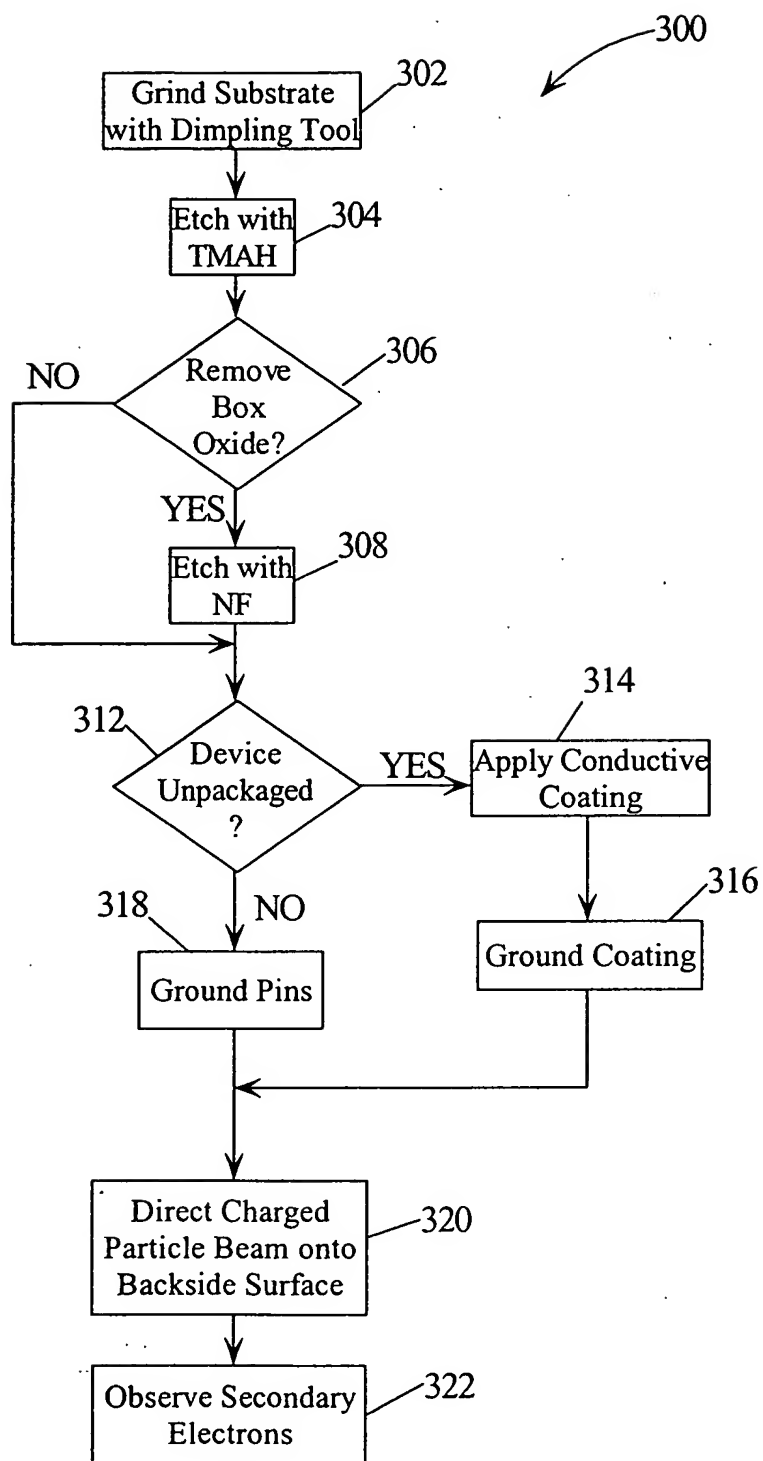 300
302
Grind Substrate
with Dimpling Tool
304
Etch with
TMAH
306
Remove
Box
Oxide?
NO
YES
308
Etch with
NF
312
Device
Unpackaged
?
YES
314
Apply Conductive
Coating
316
Ground Coating
NO
318
Ground Pins
320
Direct Charged
Particle Beam onto
Backside Surface
322
Observe Secondary
Electrons